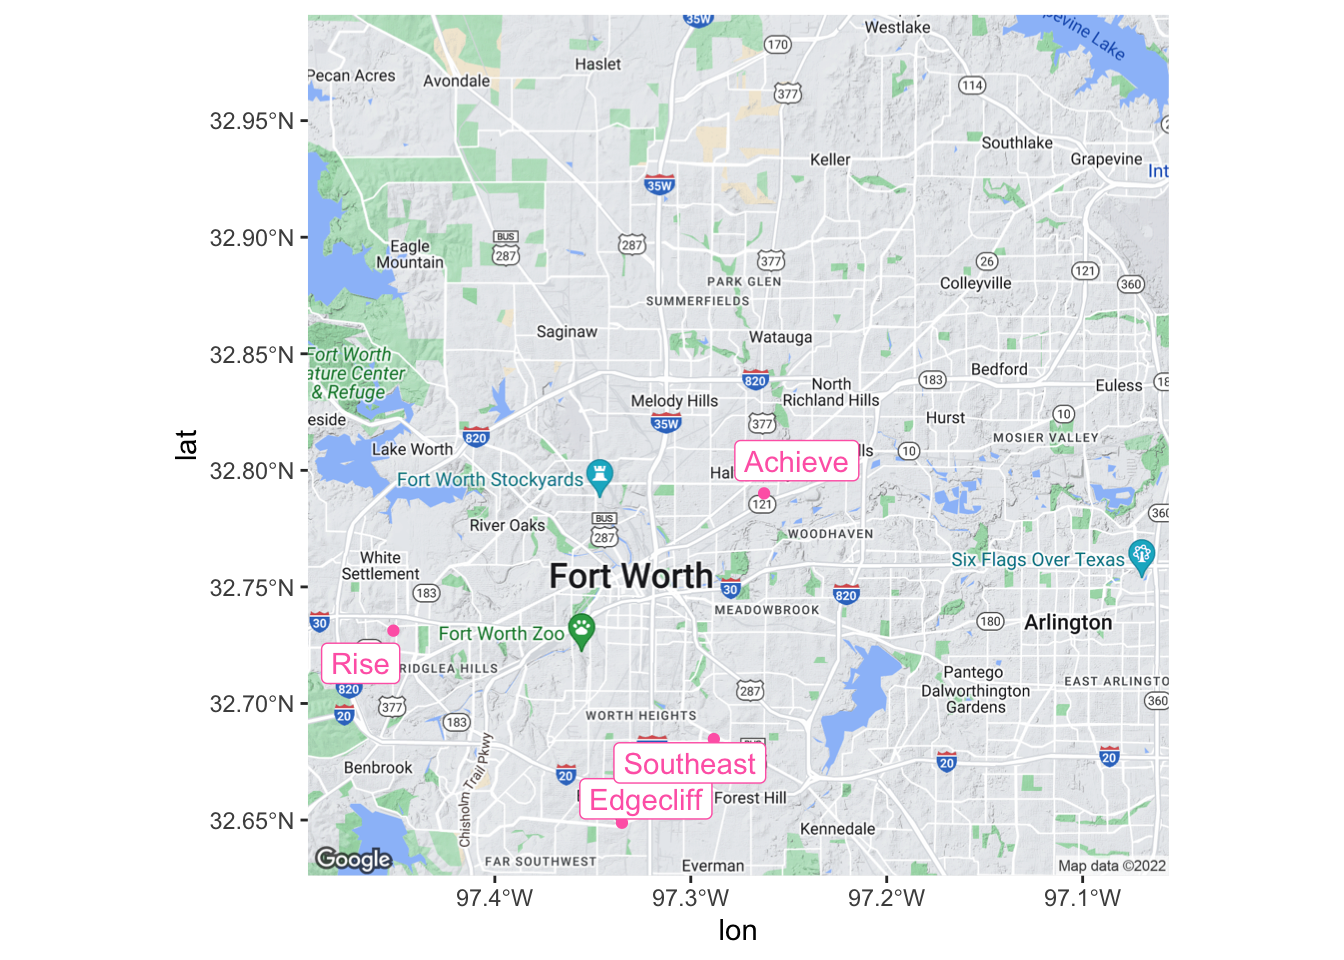 35W
Westlake
170
pevine Lake
Haslet
Pecan Acres
Avondale
377
114
32.95°N
Southlake
Keller
Grapevine
Int
35W
32.90°N
BUS
287
287
Eagle
Mountain
377
26
121
PARK GLEN
Colleyville
360
SUMMERFIELDS
Saginaw
Watauga
32.85°N
Fort Worth
ature Center
& Refuge
820
North
Richland Hills
183
Bedford
Euless
18
Melody Hills
35W
377
Hurst
10
eside
820
MOSIER VALLEY
lat
Lake Worth
10
lls
Achieve
Hal
32.80°N
Fort Worth Stockyards
121
360
River Oaks
BUS
287
WOODHAVEN
White
Settlement
Six Flags Over Texas
Fort Worth
32.75°N
183
30
820
MEADOWBROOK
30
180
Arlington
Fort Worth Zoo
Rise
RIDGLEA HILLS
Pantego
Dalworthington
Gardens
EAST ARLINGTO
820
287
360
32.70°N
377
20
183
WORTH HEIGHTS
Chisholm Trail Pkwy
Southeast
20
20
20
Benbrook
Edgecliff
Forest Hill
32.65°N
Kennedale
FAR SOUTHWEST
Everman
Google
Map data ©2022
97.4°W
97.3°W
97.2°W
97.1°W
lon